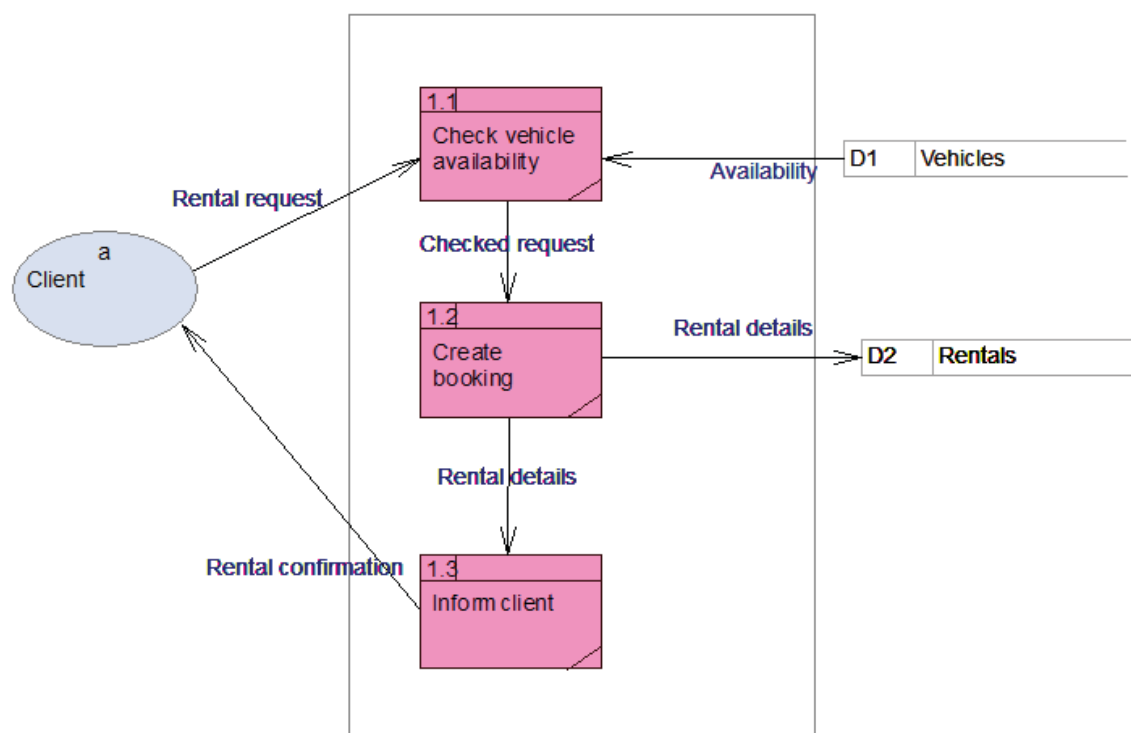 1.1
Check vehicle
availability
D1 Vehicles
Availability
Rental request
Checked request
a
Client
1.2
Create
booking
Rental details
D2 Rentals
Rental details
Rental confirmation
1.3
Inform client